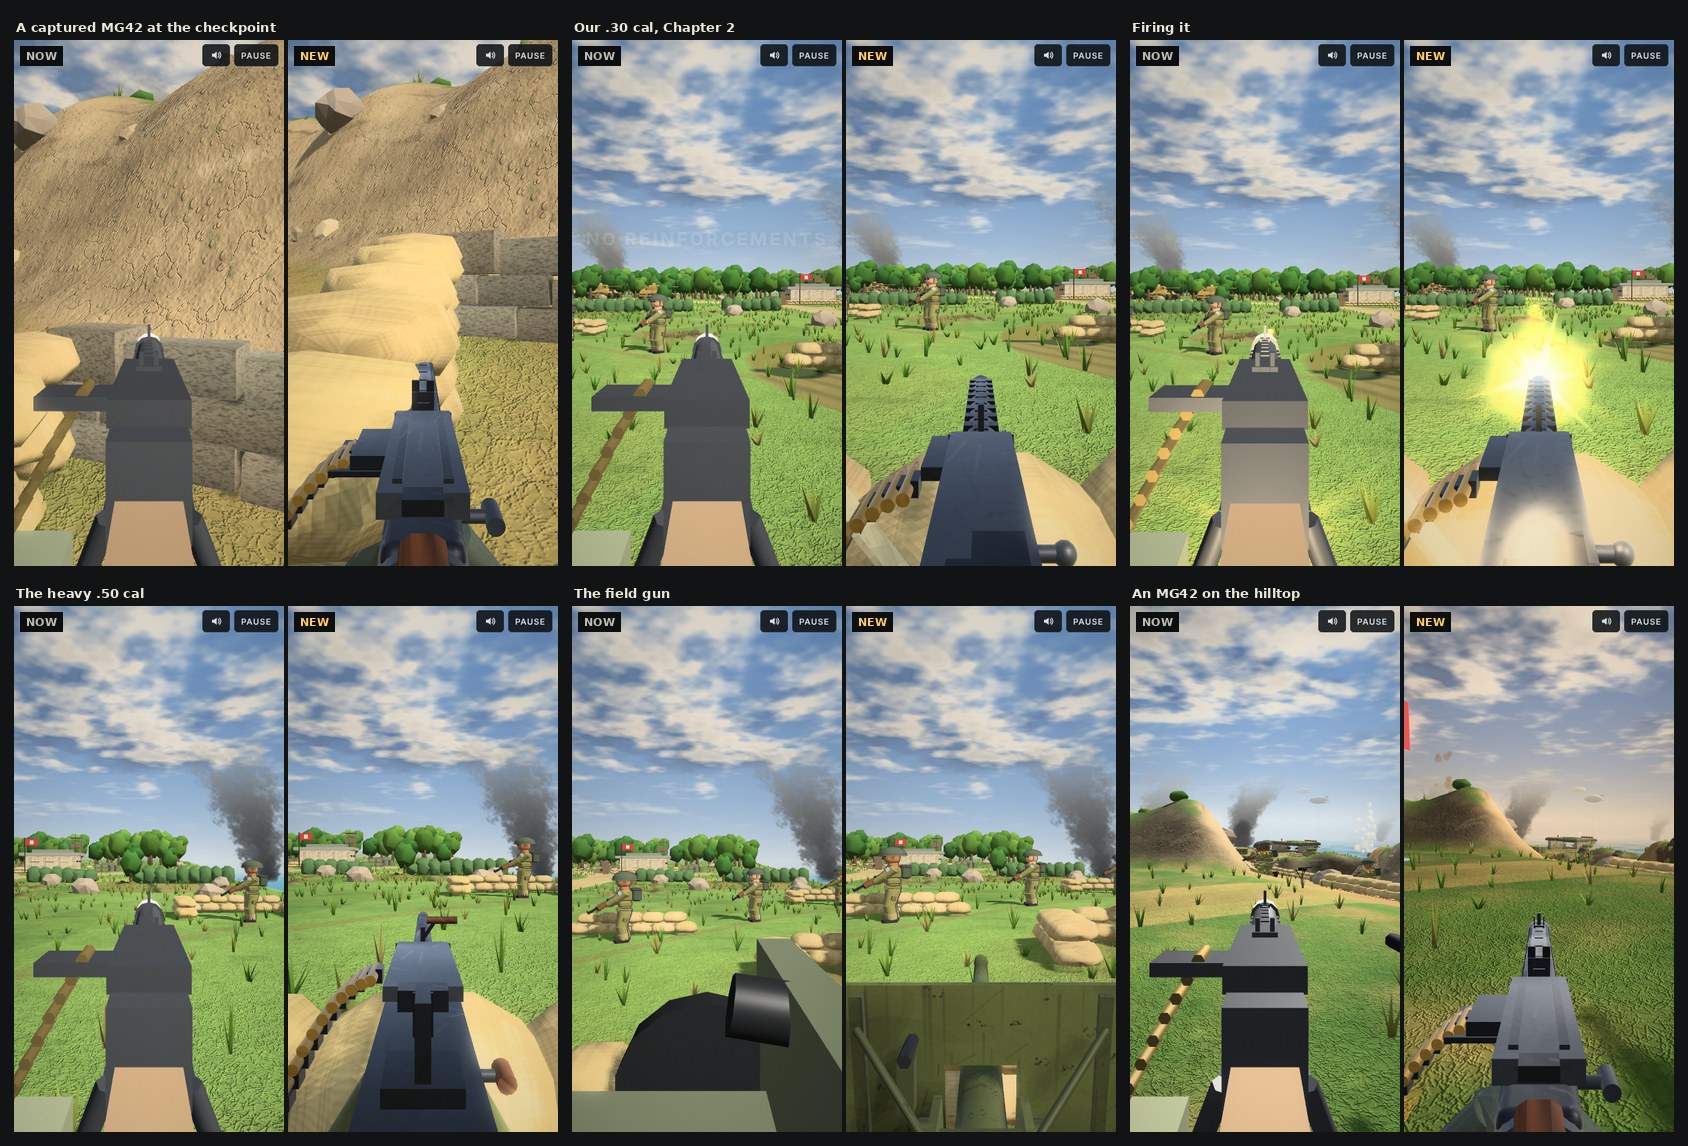 A captured MG42 at the checkpoint
Our .30 cal, Chapter 2
Firing it
NOW PAUSE
NEW PAUSE
NOW PAUSE
NEW PAUSE
NOW PAUSE
NEW PAUSE
NO REINFORCEMENTS
The heavy .50 cal
The field gun
An MG42 on the hilltop
NOW PAUSE
NEW PAUSE
NOW PAUSE
NEW PAUSE
NOW PAUSE
NEW PAUSE